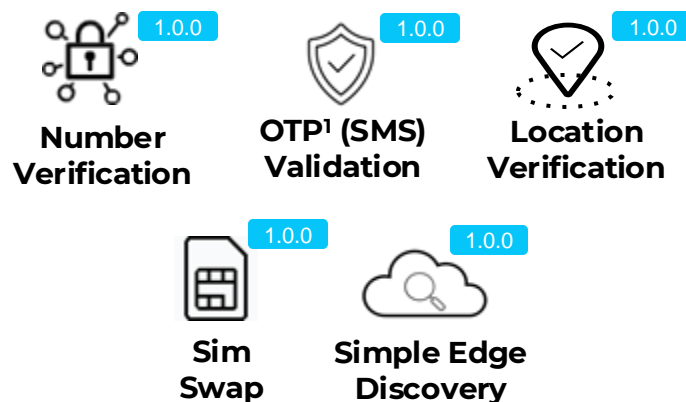 1.0.0
Number
Verification
1.0.0
OTP¹ (SMS)
Validation
1.0.0
Location
Verification
1.0.0
Sim
Swap
1.0.0
Simple Edge
Discovery